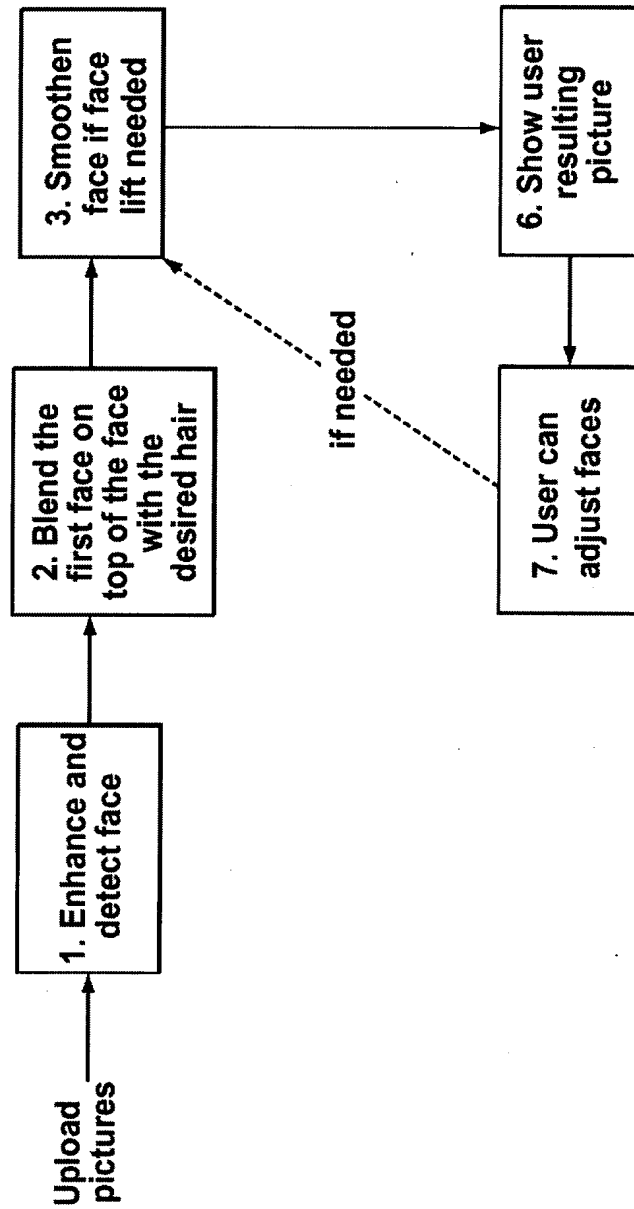 Upload
pictures
1. Enhance and
detect face
2. Blend the
first face on
top of the face
with the
desired hair
3. Smoothen
face if face
lift needed
if needed
7. User can
adjust faces
6. Show user
resulting
picture